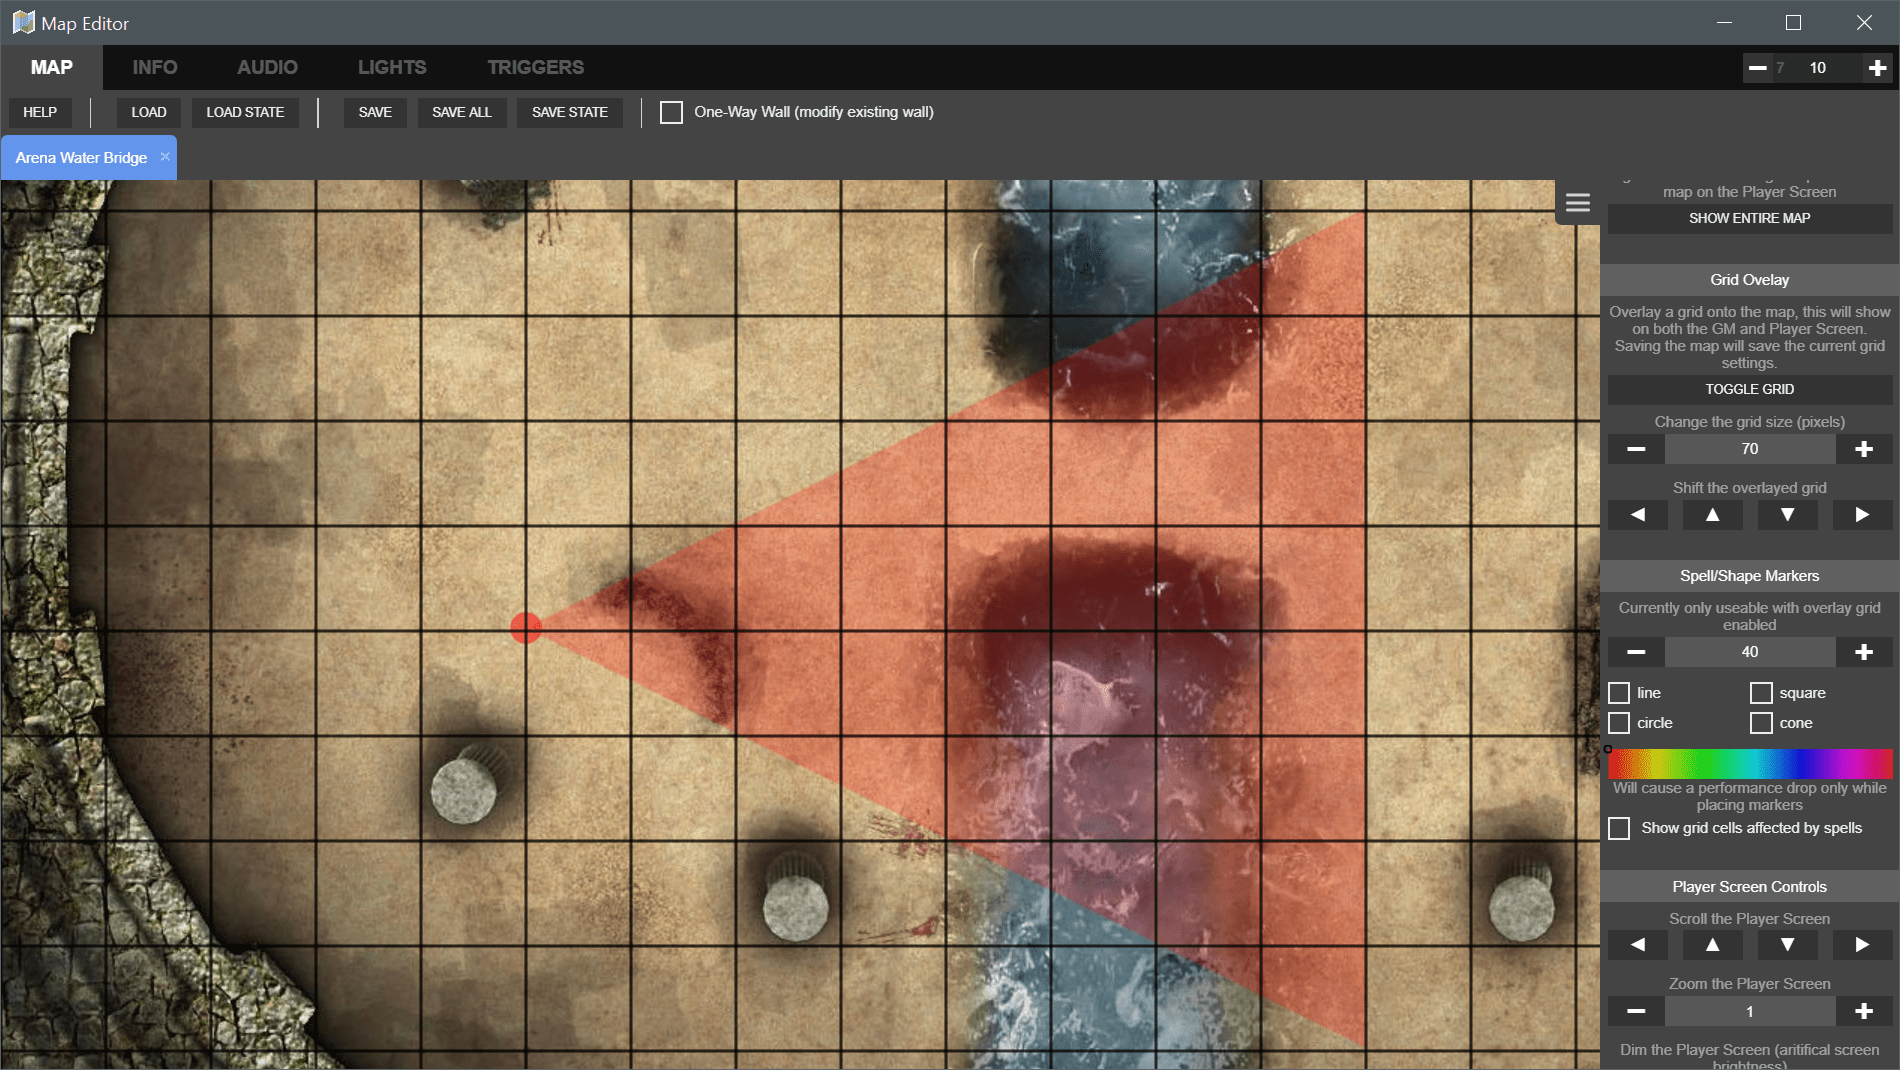 Map Editor
MAP INFO AUDIO LIGHTS TRIGGERS 7 10
HELP LOAD LOAD STATE SAVE SAVE ALL SAVE STATE One-Way Wall (modify existing wall)
Arena Water Bridge
map on the Player Screen
SHOW ENTIRE MAP
Grid Ovelay
Overlay a grid onto the map, this will show
on both the GM and Player Screen.
Saving the map will save the current grid
settings.
TOGGLE GRID
Change the grid size (pixels)
70
Shift the overlayed grid
Spell/Shape Markers
Currently only useable with overlay grid
enabled
40
line square
circle cone
Will cause a performance drop only while
placing markers
Show grid cells affected by spells
Player Screen Controls
Scroll the Player Screen
Zoom the Player Screen
1
Dim the Player Screen (aritifical screen
brightness)